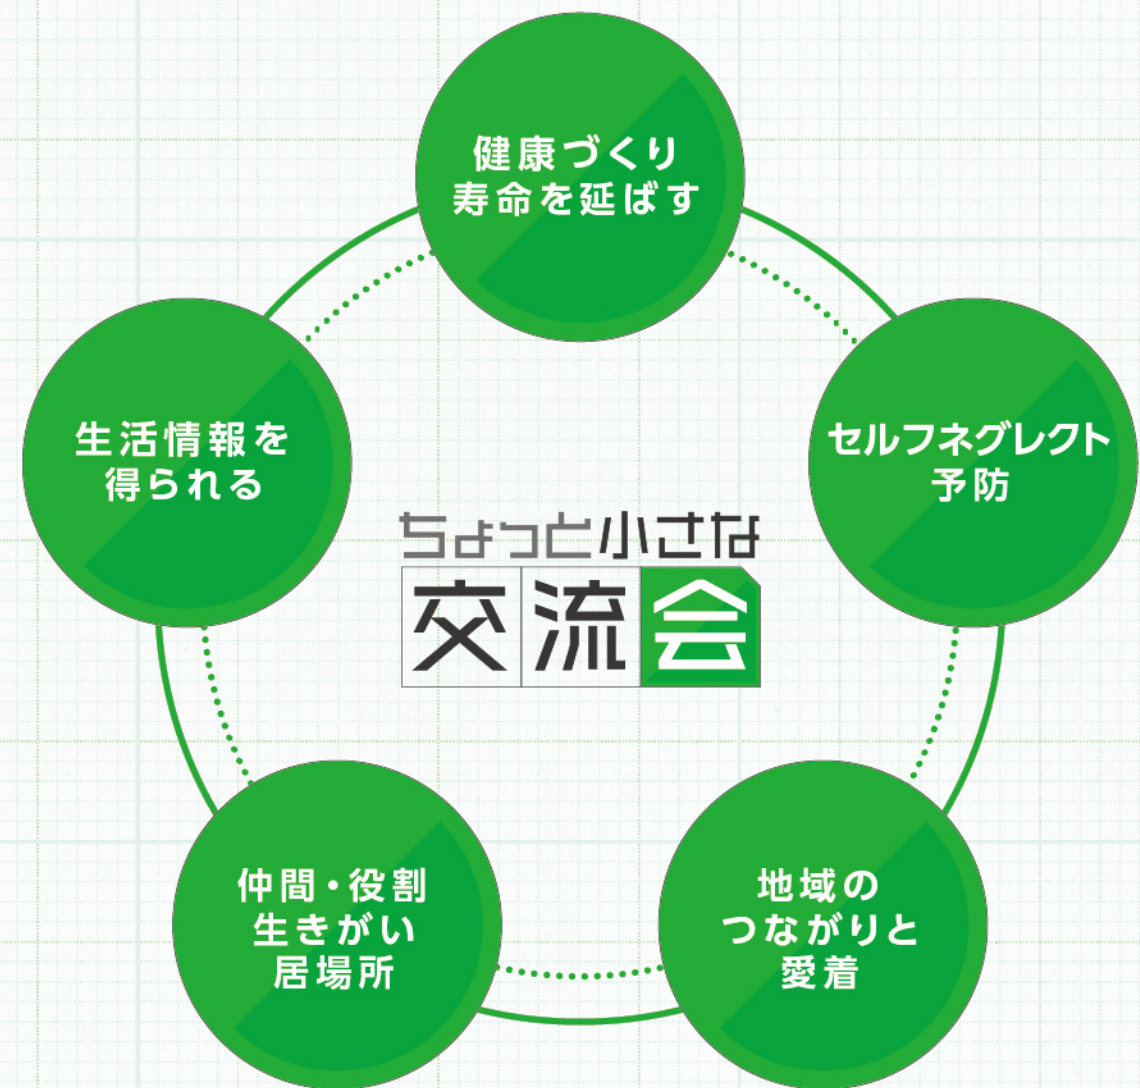 健康づくり
寿命を延ばす
生活情報を
得られる
セルフネグレクト
予防
ちょっと小さな
交流会
仲間・役割
生きがい
居場所
地域の
つながりと
愛着